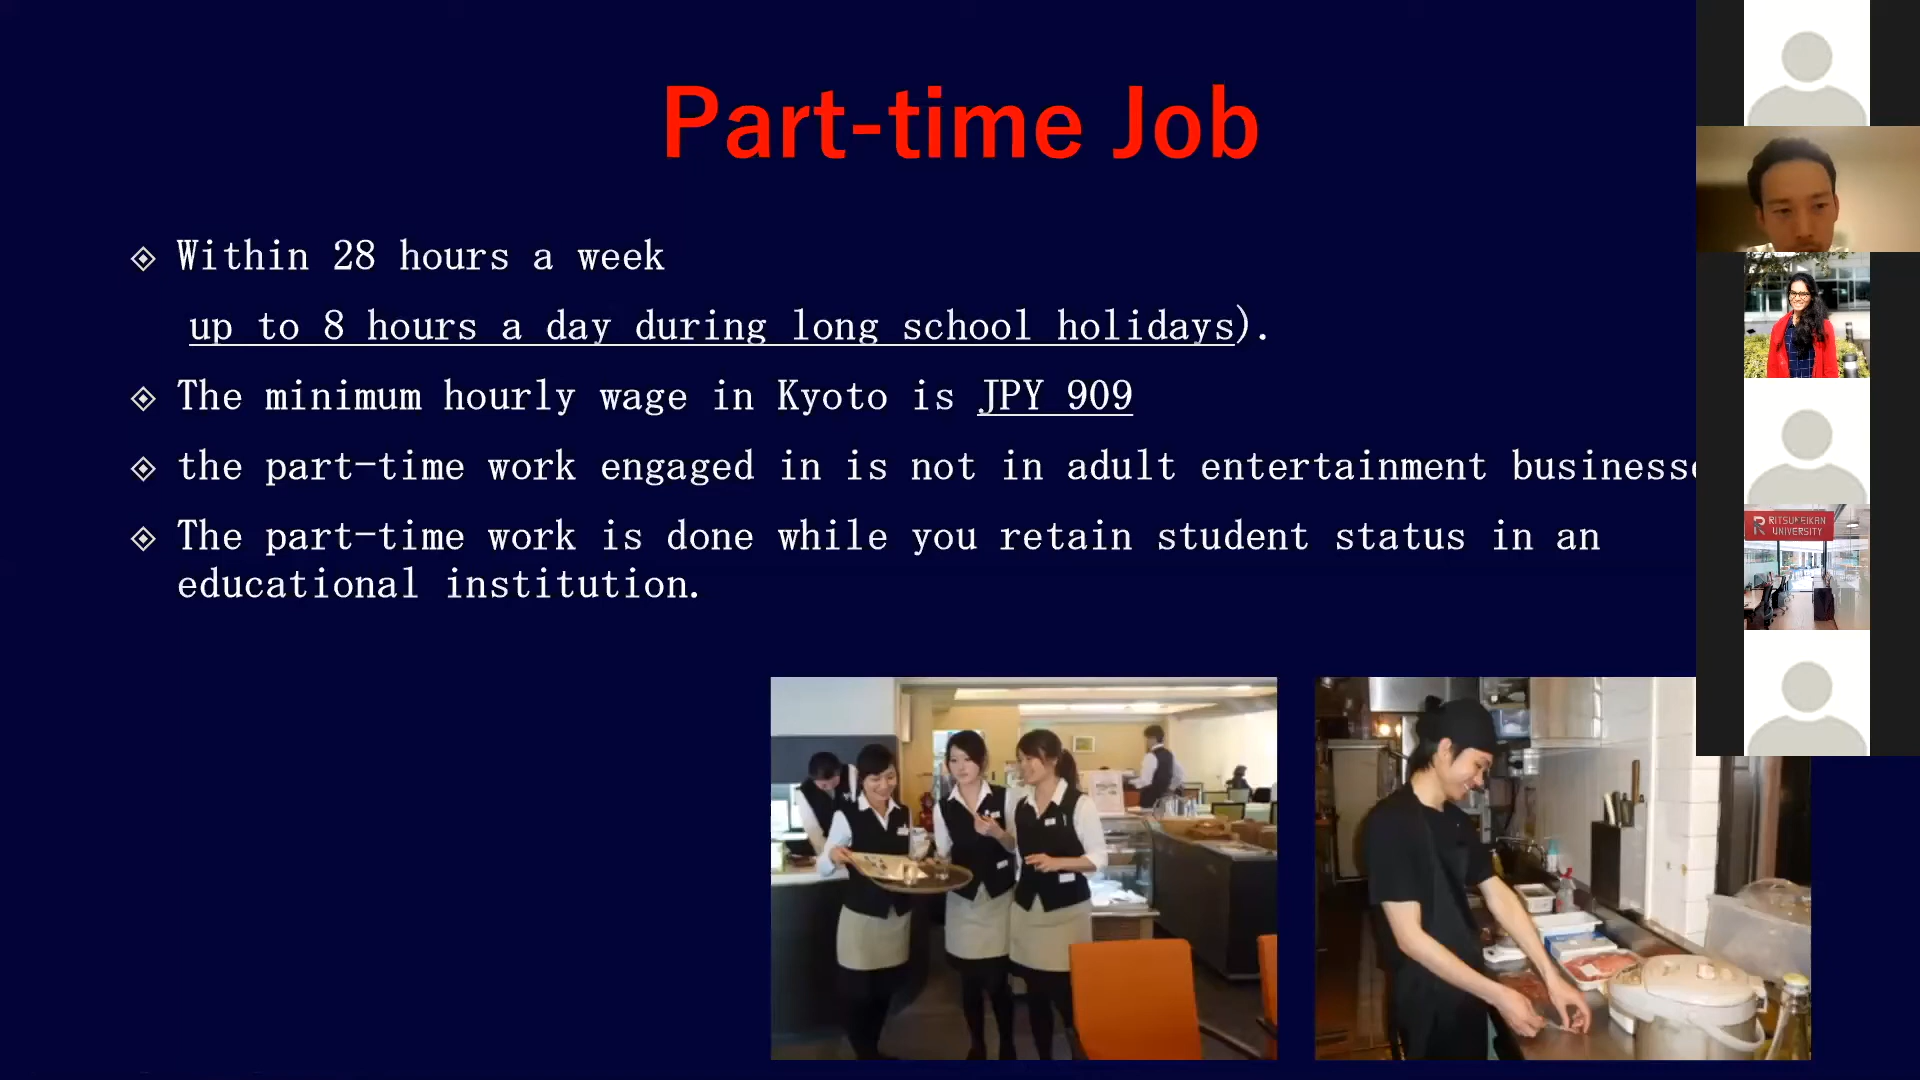 Part-time Job
Within 28 hours a week
up to 8 hours a day during long school holidays).
The minimum hourly wage in Kyoto is JPY 909
the part-time work engaged in is not in adult entertainment
The part-time work is done while you retain student status in an
educational institution.
RITSUMEIKAN
UNIVERSITY